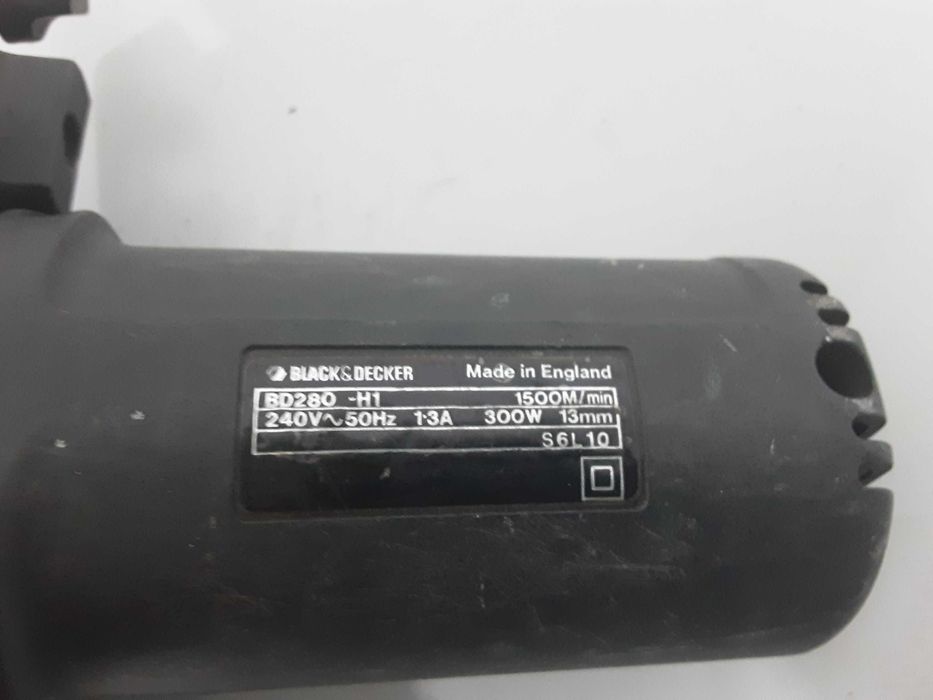 BLACK&DECKER Made in England
BD280 -H1 1500M/min
240V~50Hz 1·3A 300W 13mm
S6L10